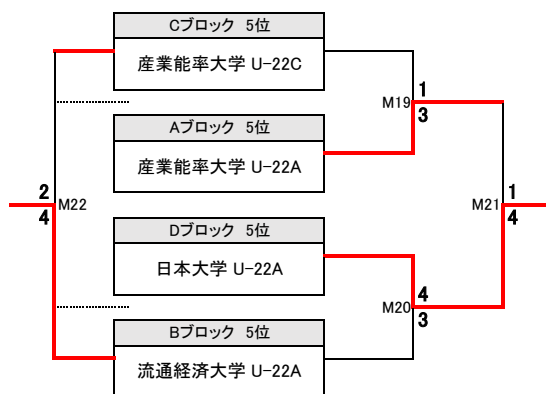 Cブロック 5位
産業能率大学 U-22C
1
M19
3
Aブロック 5位
産業能率大学 U-22A
2
M22
4
1
M21
4
Dブロック 5位
日本大学 U-22A
4
M20
3
Bブロック 5位
流通経済大学 U-22A